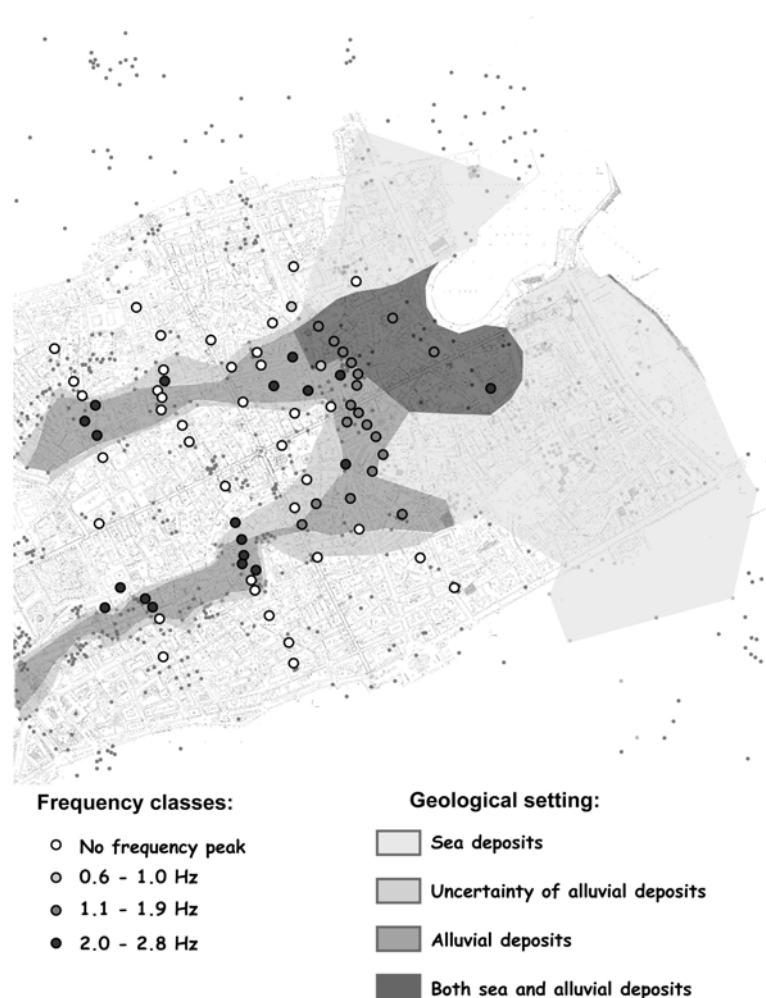 Frequency classes:
No frequency peak
0.6 - 1.0 Hz
1.1 - 1.9 Hz
2.0 - 2.8 Hz
Geological setting:
Sea deposits
Uncertainty of alluvial deposits
Alluvial deposits
Both sea and alluvial deposits